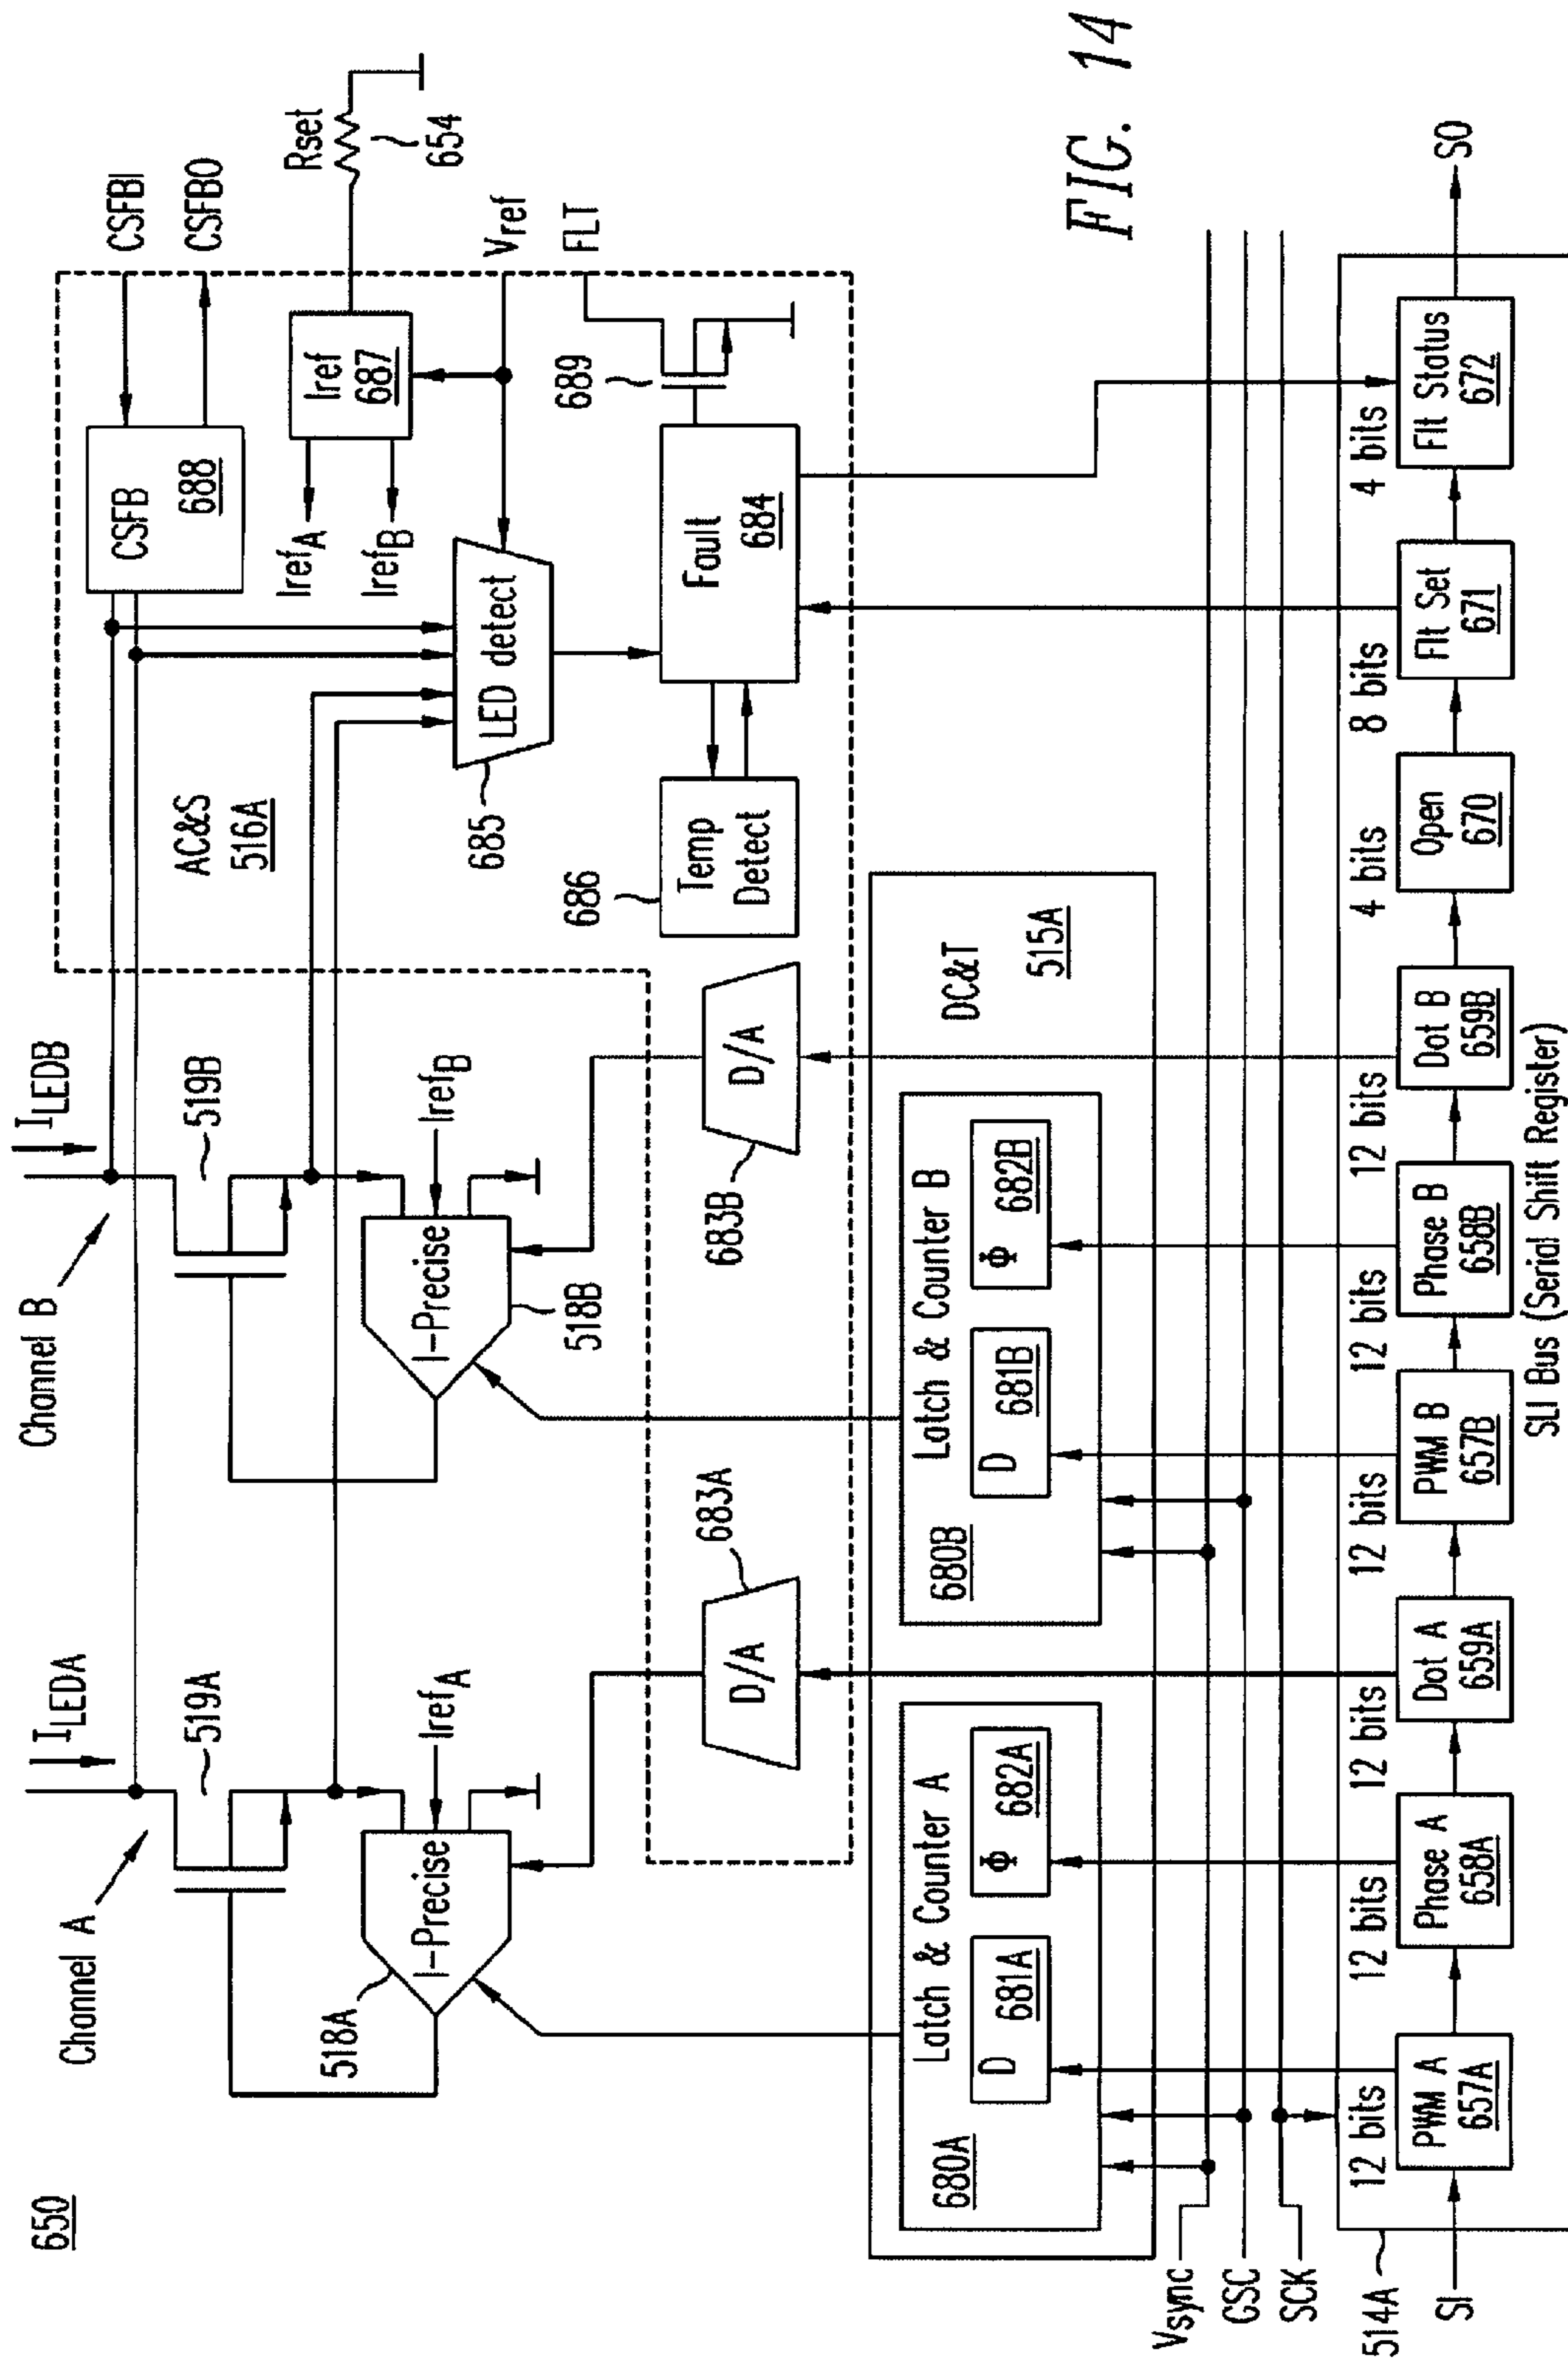 650
Channel A
I_LEDA
519A
Channel B
I_LEDB
519B
CSFB
688
CSFBI
CSFBO
AC&S
516A
Iref_A
Iref_B
Iref
687
Rset
654
518A
I-Precise
Iref_A
I-Precise
Iref_B
518B
685
LED detect
Vref
FLT
689
683A
D/A
683B
D/A
686
Temp
Detect
Fault
684
680A
Latch & Counter A
D
681A
Φ
682A
680B
Latch & Counter B
D
681B
Φ
682B
DC&T
515A
FIG. 14
Vsync
GSC
SCK
514A
SI
12 bits
PWM A
657A
12 bits
Phase A
658A
12 bits
Dot A
659A
12 bits
PWM B
657B
12 bits
Phase B
658B
12 bits
Dot B
659B
4 bits
Open
670
8 bits
Flt Set
671
4 bits
Flt Status
672
SO
SLI Bus (Serial Shift Register)